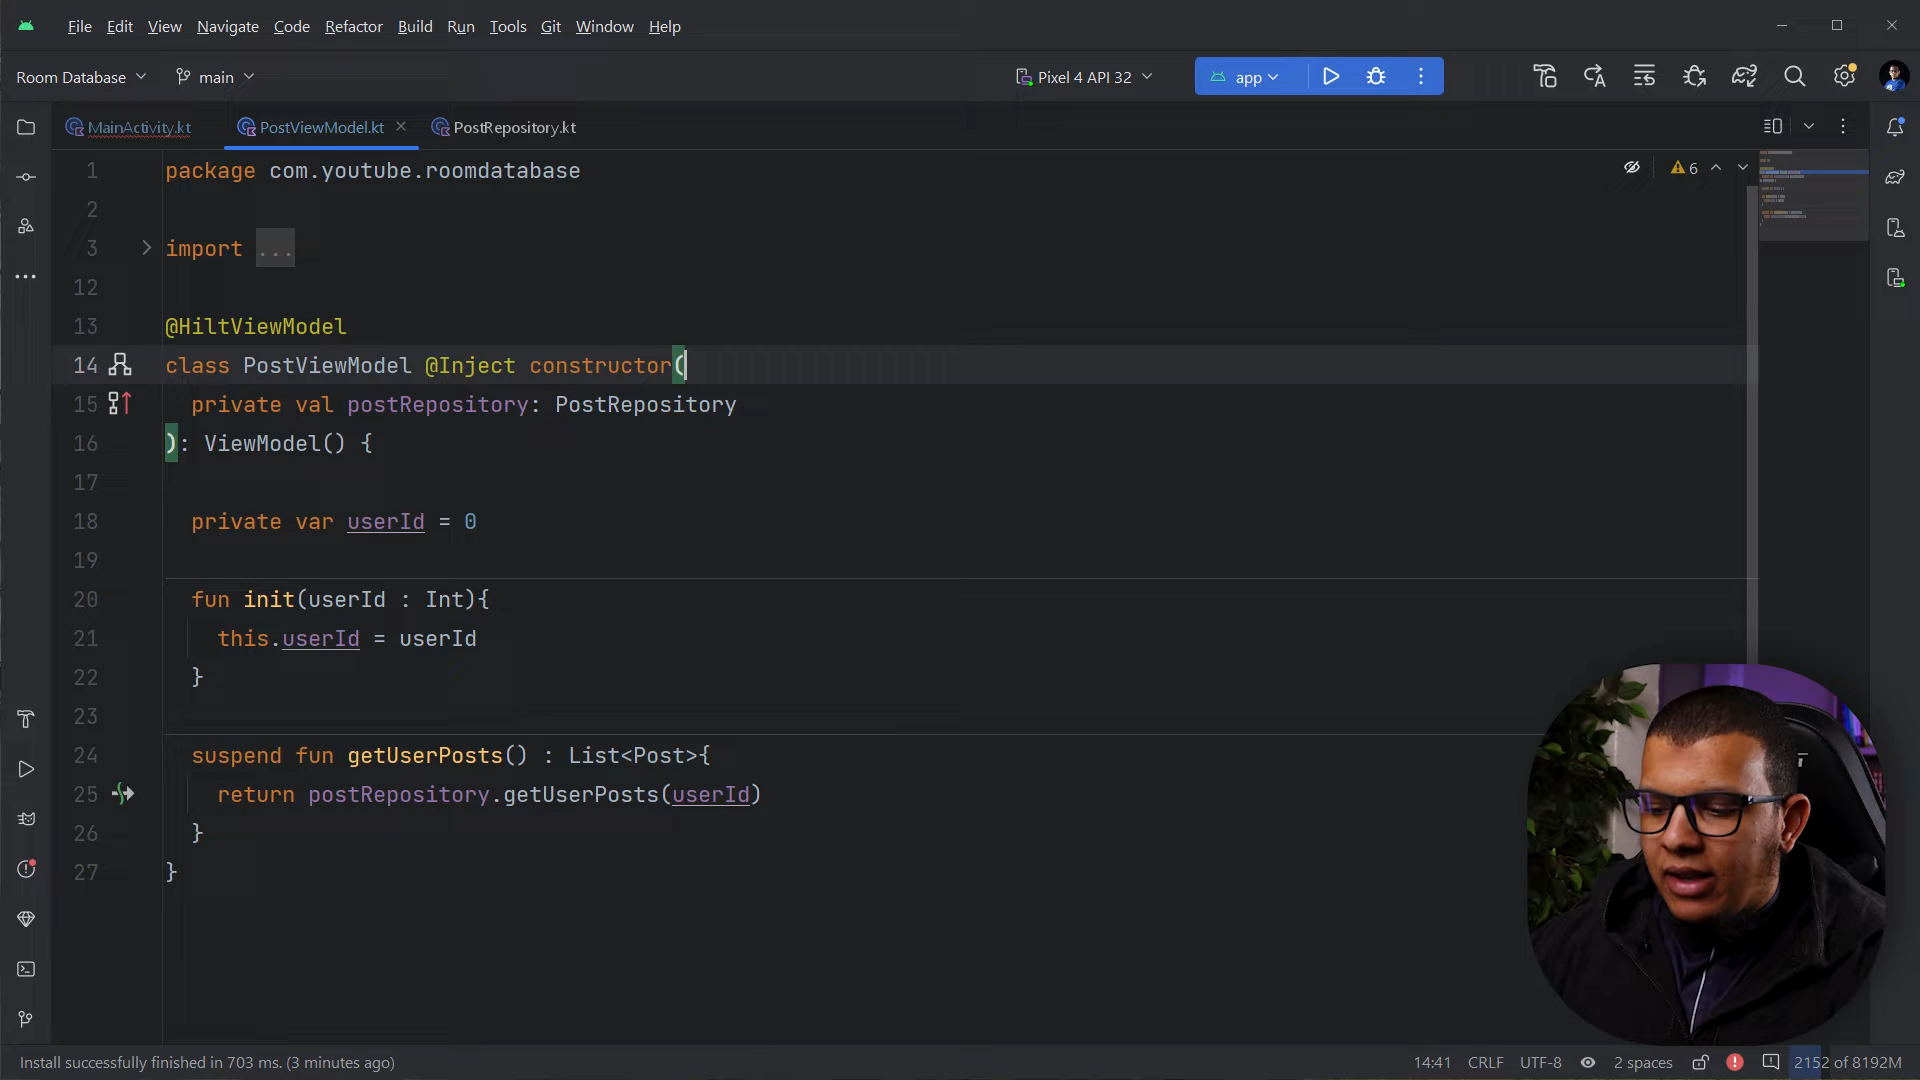 File Edit View Navigate Code Refactor Build Run Tools Git Window Help
Room Database main Pixel 4 API 32 app
MainActivity.kt PostViewModel.kt PostRepository.kt
1 package com.youtube.roomdatabase 6
2
3 import ...
12
13 @HiltViewModel
14 class PostViewModel @Inject constructor(
15 private val postRepository: PostRepository
16 ): ViewModel() {
17
18 private var userId = 0
19
20 fun init(userId : Int){
21 this.userId = userId
22 }
23
24 suspend fun getUserPosts() : List<Post>{
25 return postRepository.getUserPosts(userId)
26 }
27 }
Install successfully finished in 703 ms. (3 minutes ago) 14:41 CRLF UTF-8 2 spaces 2152 of 8192M